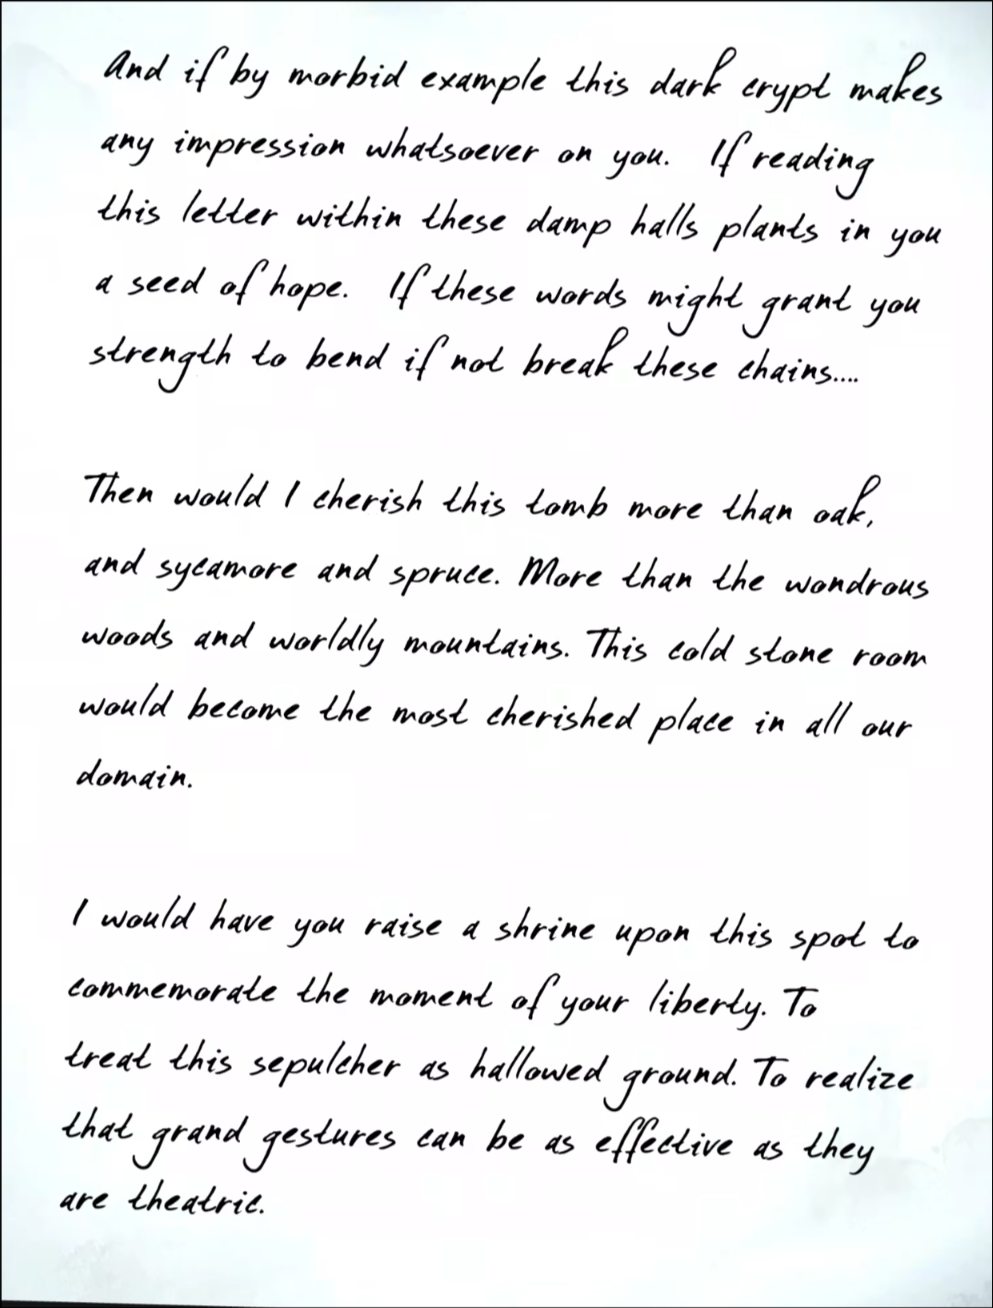 And if by morbid example this dark crypt makes
any impression whatsoever on you. If reading
this letter within these damp halls plants in you
a seed of hope. If these words might grant you
strength to bend if not break these chains....
Then would I cherish this tomb more than oak,
and sycamore and spruce. More than the wondrous
woods and worldly mountains. This cold stone room
would become the most cherished place in all our
domain.
I would have you raise a shrine upon this spot to
commemorate the moment of your liberty. To
treat this sepulcher as hallowed ground. To realize
that grand gestures can be as effective as they
are theatric.